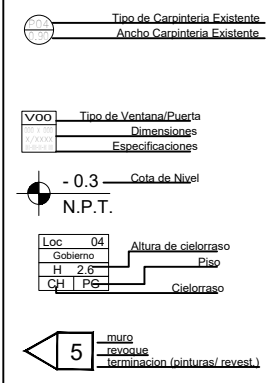 P04 Tipo de Carpinteria Existente
0.90 Ancho Carpinteria Existente
V00 Tipo de Ventana/Puerta
Dimensiones
Especificaciones
- 0.3 Cota de Nivel
N.P.T.
Loc 04
Gobierno
H 2.6 Altura de cielorraso
CH PG Piso
Cielorraso
5 muro
revoque
terminacion (pinturas/ revest.)